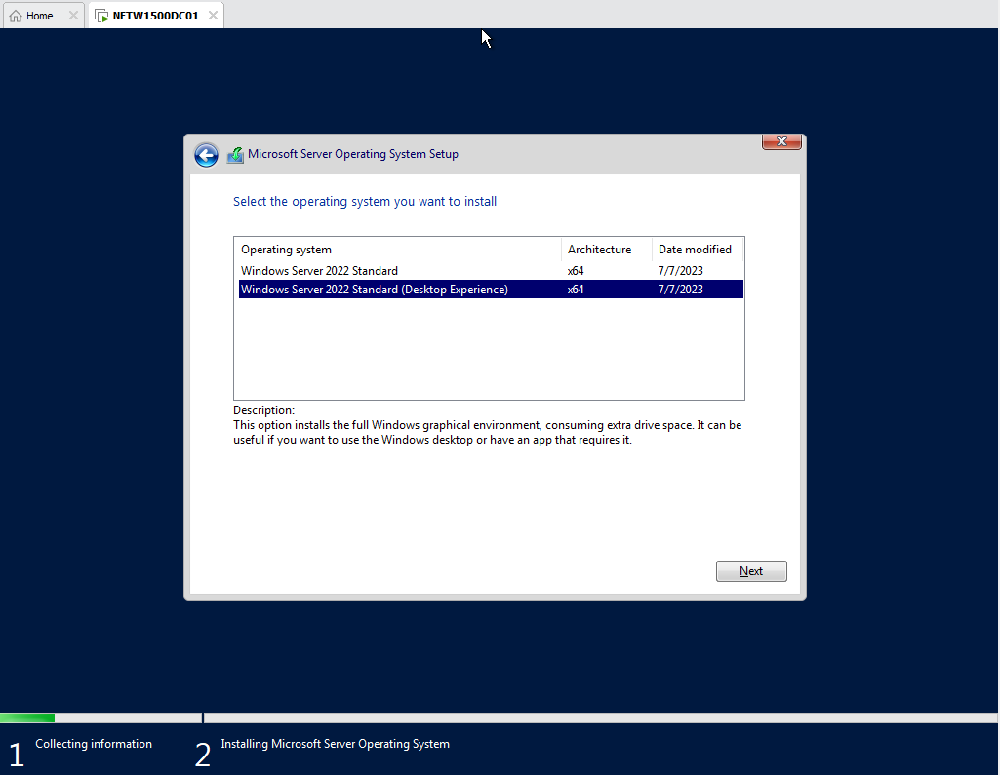 Home
NETW1500DC01
Microsoft Server Operating System Setup
Select the operating system you want to install
Operating system Architecture Date modified
Windows Server 2022 Standard x64 7/7/2023
Windows Server 2022 Standard (Desktop Experience) x64 7/7/2023
Description:
This option installs the full Windows graphical environment, consuming extra drive space. It can be
useful if you want to use the Windows desktop or have an app that requires it.
Next
1 Collecting information
2 Installing Microsoft Server Operating System